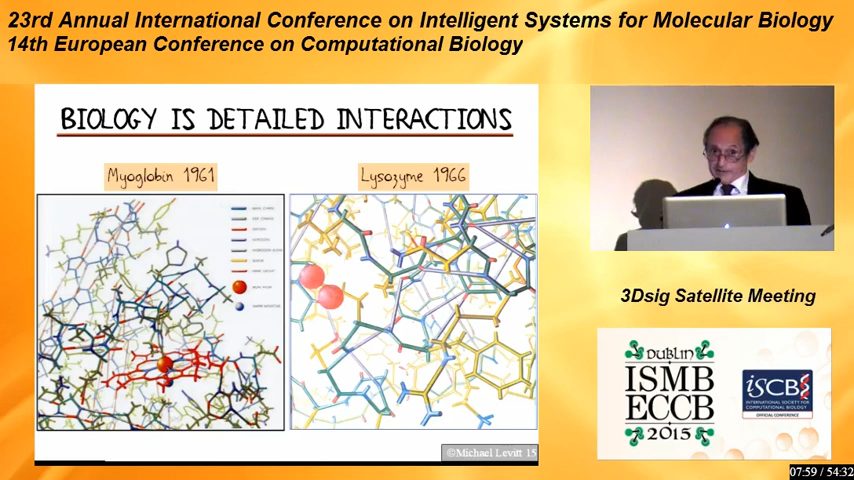 23rd Annual International Conference on Intelligent Systems for Molecular Biology
14th European Conference on Computational Biology
BIOLOGY IS DETAILED INTERACTIONS
Myoglobin 1961
Lysozyme 1966
©Michael Levitt 15
3Dsig Satellite Meeting
DUBLIN
ISMB
ECCB
2015
iSCB
INTERNATIONAL SOCIETY FOR
COMPUTATIONAL BIOLOGY
OFFICIAL CONFERENCE
07:59 / 54:32